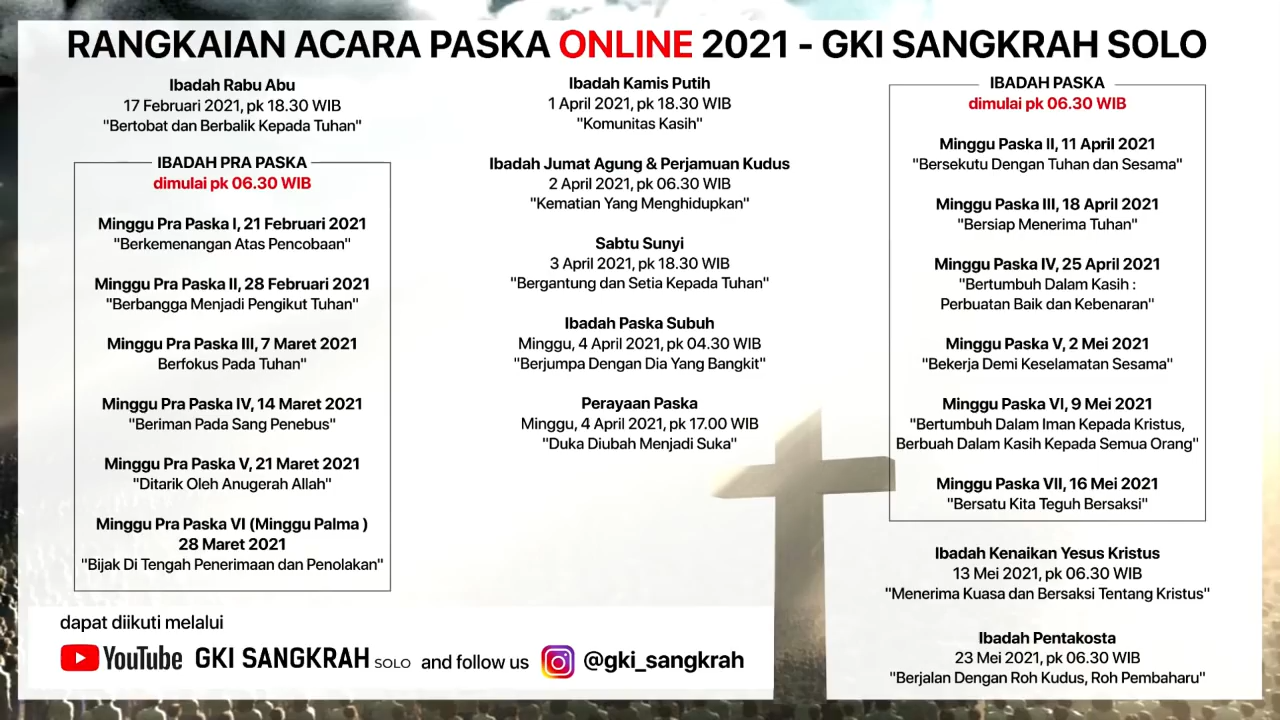 RANGKAIAN ACARA PASKA ONLINE 2021 - GKI SANGKRAH SOLO
Ibadah Rabu Abu
17 Februari 2021, pk 18.30 WIB
"Bertobat dan Berbalik Kepada Tuhan"
IBADAH PRA PASKA
dimulai pk 06.30 WIB
Minggu Pra Paska I, 21 Februari 2021
"Berkemenangan Atas Pencobaan"
Minggu Pra Paska II, 28 Februari 2021
"Berbangga Menjadi Pengikut Tuhan"
Minggu Pra Paska III, 7 Maret 2021
Berfokus Pada Tuhan"
Minggu Pra Paska IV, 14 Maret 2021
"Beriman Pada Sang Penebus"
Minggu Pra Paska V, 21 Maret 2021
"Ditarik Oleh Anugerah Allah"
Minggu Pra Paska VI (Minggu Palma )
28 Maret 2021
"Bijak Di Tengah Penerimaan dan Penolakan"
Ibadah Kamis Putih
1 April 2021, pk 18.30 WIB
"Komunitas Kasih"
Ibadah Jumat Agung & Perjamuan Kudus
2 April 2021, pk 06.30 WIB
"Kematian Yang Menghidupkan"
Sabtu Sunyi
3 April 2021, pk 18.30 WIB
"Bergantung dan Setia Kepada Tuhan"
Ibadah Paska Subuh
Minggu, 4 April 2021, pk 04.30 WIB
"Berjumpa Dengan Dia Yang Bangkit"
Perayaan Paska
Minggu, 4 April 2021, pk 17.00 WIB
"Duka Diubah Menjadi Suka"
IBADAH PASKA
dimulai pk 06.30 WIB
Minggu Paska II, 11 April 2021
"Bersekutu Dengan Tuhan dan Sesama"
Minggu Paska III, 18 April 2021
"Bersiap Menerima Tuhan"
Minggu Paska IV, 25 April 2021
"Bertumbuh Dalam Kasih :
Perbuatan Baik dan Kebenaran"
Minggu Paska V, 2 Mei 2021
"Bekerja Demi Keselamatan Sesama"
Minggu Paska VI, 9 Mei 2021
"Bertumbuh Dalam Iman Kepada Kristus,
Berbuah Dalam Kasih Kepada Semua Orang"
Minggu Paska VII, 16 Mei 2021
"Bersatu Kita Teguh Bersaksi"
Ibadah Kenaikan Yesus Kristus
13 Mei 2021, pk 06.30 WIB
"Menerima Kuasa dan Bersaksi Tentang Kristus"
Ibadah Pentakosta
23 Mei 2021, pk 06.30 WIB
"Berjalan Dengan Roh Kudus, Roh Pembaharu"
dapat diikuti melalui
YouTube GKI SANGKRAH SOLO and follow us @gki_sangkrah